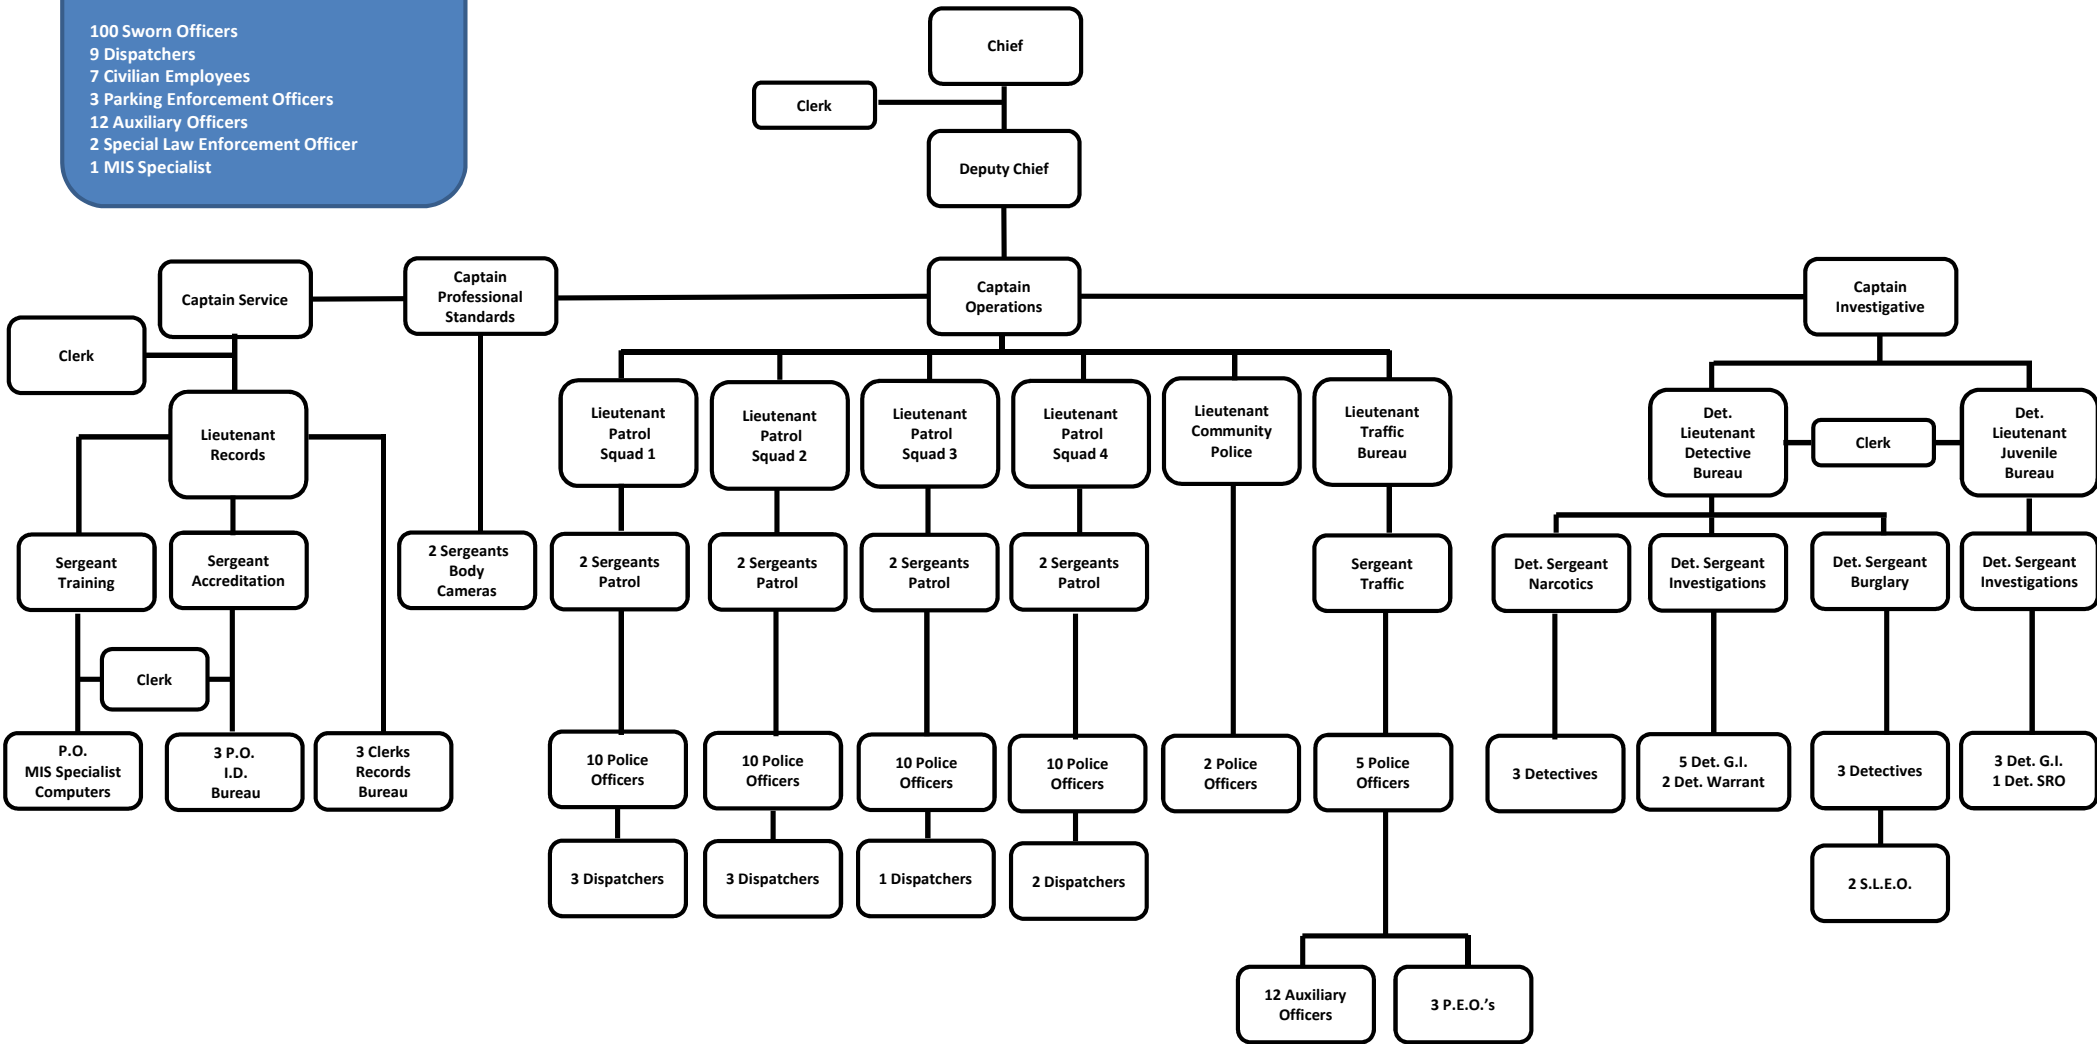 100 Sworn Officers
9 Dispatchers
7 Civilian Employees
3 Parking Enforcement Officers
12 Auxiliary Officers
2 Special Law Enforcement Officer
1 MIS Specialist
Chief
Clerk
Deputy Chief
Captain Service
Captain
Professional
Standards
Captain
Operations
Captain
Investigative
Clerk
Lieutenant
Records
Lieutenant
Patrol
Squad 1
Lieutenant
Patrol
Squad 2
Lieutenant
Patrol
Squad 3
Lieutenant
Patrol
Squad 4
Lieutenant
Community
Police
Lieutenant
Traffic
Bureau
Det.
Lieutenant
Detective
Bureau
Clerk
Det.
Lieutenant
Juvenile
Bureau
Sergeant
Training
Sergeant
Accreditation
2 Sergeants
Body
Cameras
2 Sergeants
Patrol
2 Sergeants
Patrol
2 Sergeants
Patrol
2 Sergeants
Patrol
Sergeant
Traffic
Det. Sergeant
Narcotics
Det. Sergeant
Investigations
Det. Sergeant
Burglary
Det. Sergeant
Investigations
Clerk
P.O.
MIS Specialist
Computers
3 P.O.
I.D.
Bureau
3 Clerks
Records
Bureau
10 Police
Officers
10 Police
Officers
10 Police
Officers
10 Police
Officers
2 Police
Officers
5 Police
Officers
3 Detectives
5 Det. G.I.
2 Det. Warrant
3 Detectives
3 Det. G.I.
1 Det. SRO
3 Dispatchers
3 Dispatchers
1 Dispatchers
2 Dispatchers
2 S.L.E.O.
12 Auxiliary
Officers
3 P.E.O.’s